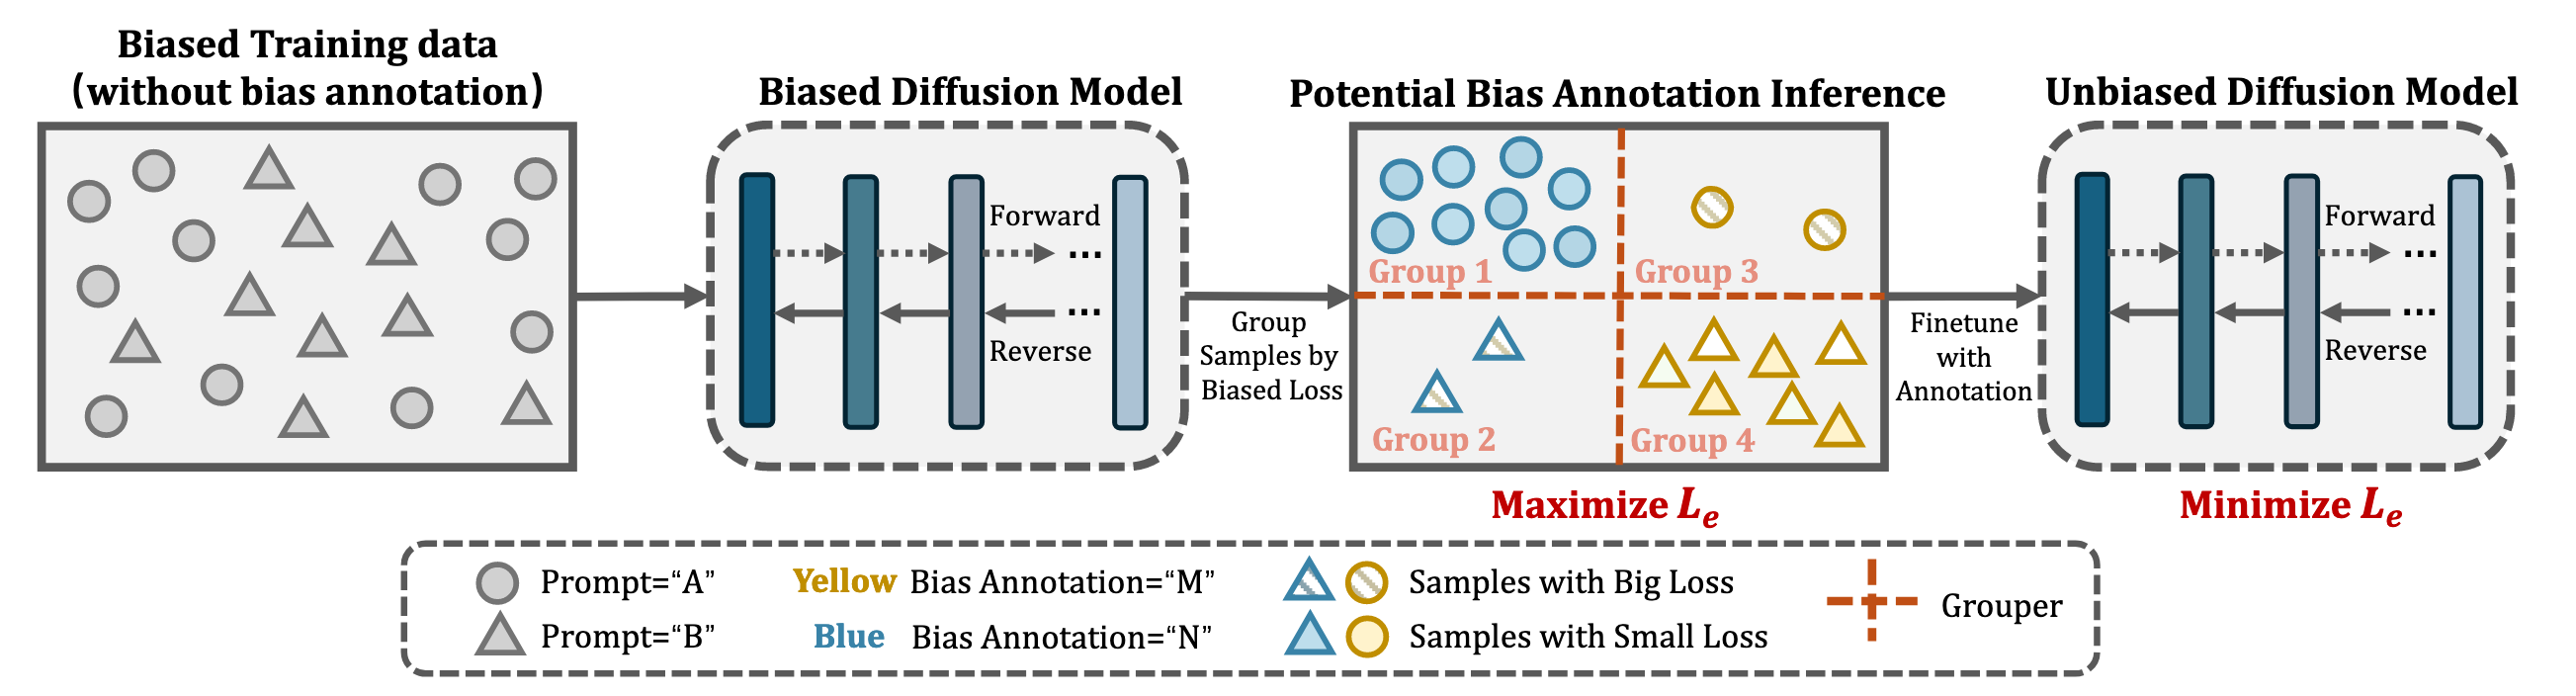 Biased Training data
(without bias annotation)
Biased Diffusion Model
Forward
...
...
Reverse
Group
Samples by
Biased Loss
Potential Bias Annotation Inference
Group 1
Group 3
Group 2
Group 4
Maximize Lₑ
Finetune
with
Annotation
Unbiased Diffusion Model
Forward
...
...
Reverse
Minimize Lₑ
Prompt=“A”
Prompt=“B”
Yellow Bias Annotation=“M”
Blue Bias Annotation=“N”
Samples with Big Loss
Samples with Small Loss
Grouper